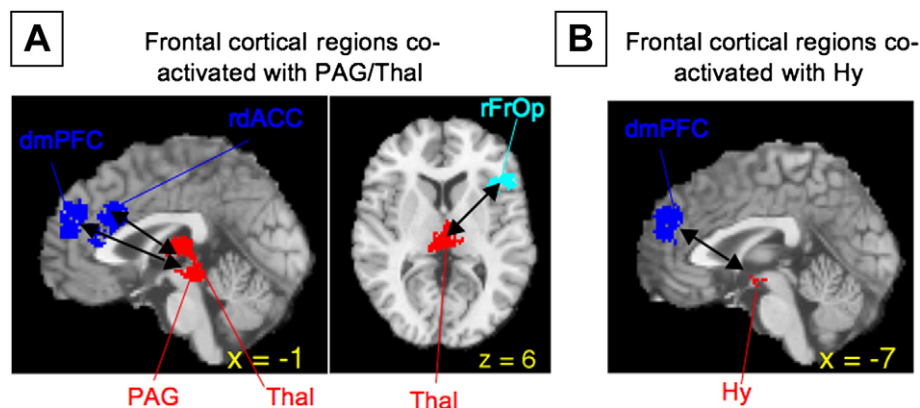 A
Frontal cortical regions co-
activated with PAG/Thal
B
Frontal cortical regions co-
activated with Hy
dmPFC
rdACC
rFrOp
dmPFC
x = -1
z = 6
x = -7
PAG
Thal
Thal
Hy